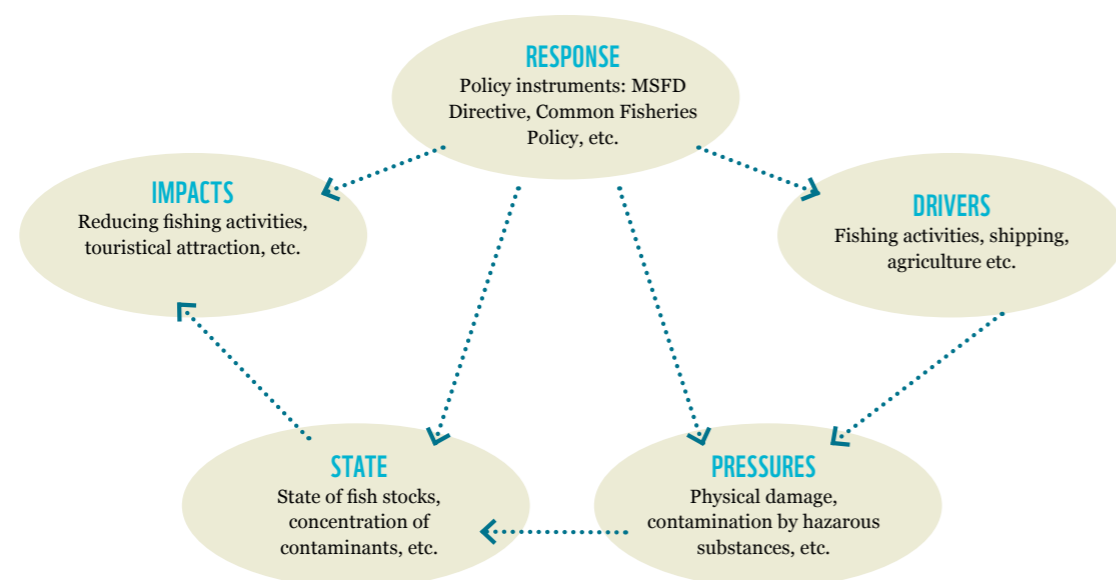 RESPONSE
Policy instruments: MSFD
Directive, Common Fisheries
Policy, etc.
IMPACTS
Reducing fishing activities,
touristical attraction, etc.
DRIVERS
Fishing activities, shipping,
agriculture etc.
STATE
State of fish stocks,
concentration of
contaminants, etc.
PRESSURES
Physical damage,
contamination by hazarous
substances, etc.